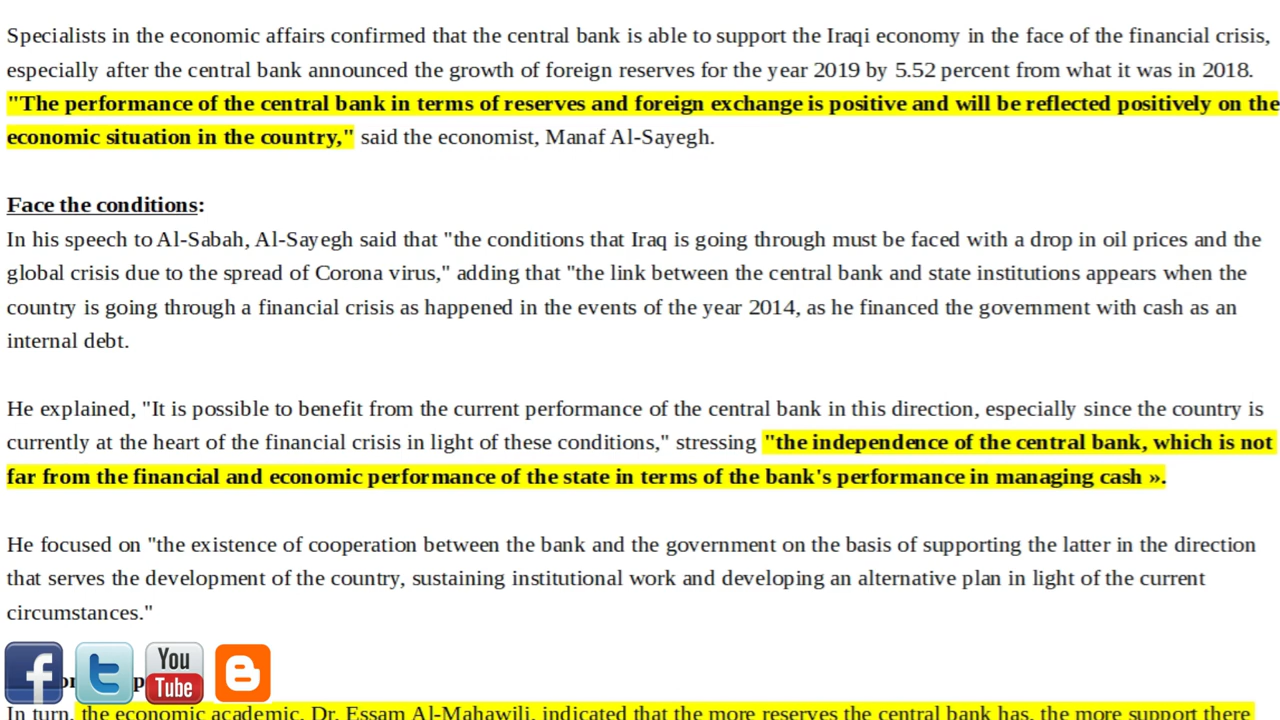 Specialists in the economic affairs confirmed that the central bank is able to support the Iraqi economy in the face of the financial crisis,
especially after the central bank announced the growth of foreign reserves for the year 2019 by 5.52 percent from what it was in 2018.
"The performance of the central bank in terms of reserves and foreign exchange is positive and will be reflected positively on the
economic situation in the country," said the economist, Manaf Al-Sayegh.
Face the conditions:
In his speech to Al-Sabah, Al-Sayegh said that "the conditions that Iraq is going through must be faced with a drop in oil prices and the
global crisis due to the spread of Corona virus," adding that "the link between the central bank and state institutions appears when the
country is going through a financial crisis as happened in the events of the year 2014, as he financed the government with cash as an
internal debt.
He explained, "It is possible to benefit from the current performance of the central bank in this direction, especially since the country is
currently at the heart of the financial crisis in light of these conditions," stressing "the independence of the central bank, which is not
far from the financial and economic performance of the state in terms of the bank's performance in managing cash ».
He focused on "the existence of cooperation between the bank and the government on the basis of supporting the latter in the direction
that serves the development of the country, sustaining institutional work and developing an alternative plan in light of the current
circumstances."
You
Tube
In turn, the economic academic, Dr. Essam Al-Mahawili, indicated that the more reserves the central bank has, the more support there